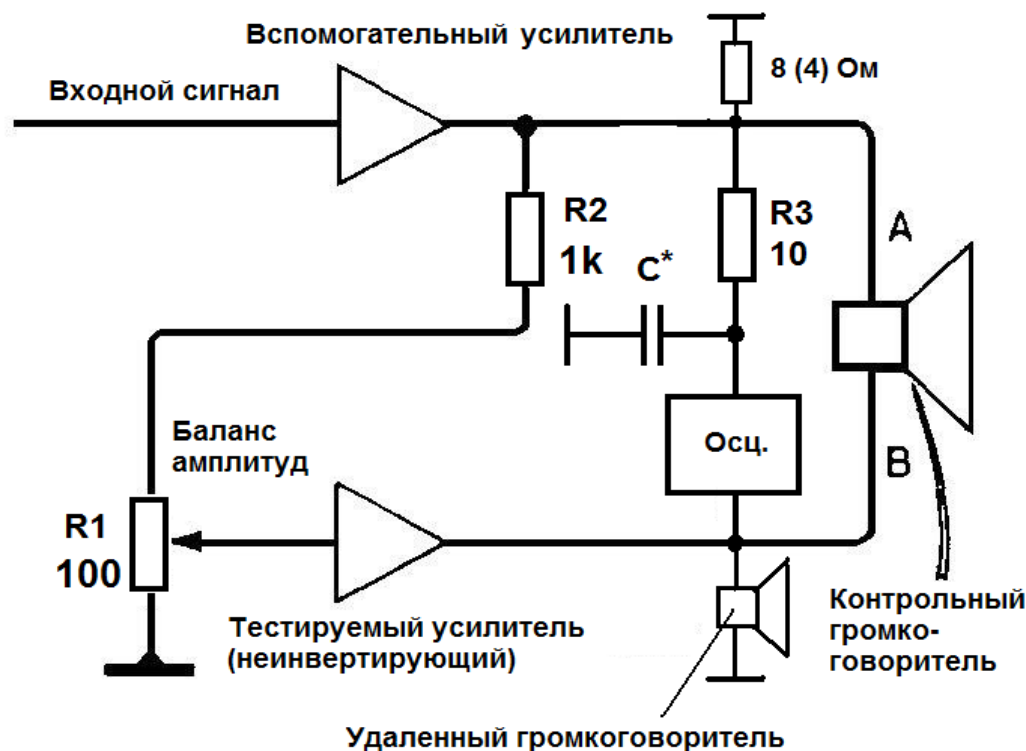 Вспомогательный усилитель
8 (4) Ом
Входной сигнал
R2
1k
R3
10
A
C*
Баланс
амплитуд
Осц.
B
R1
100
Тестируемый усилитель
(неинвертирующий)
Контрольный
громко-
говоритель
Удаленный громкоговоритель